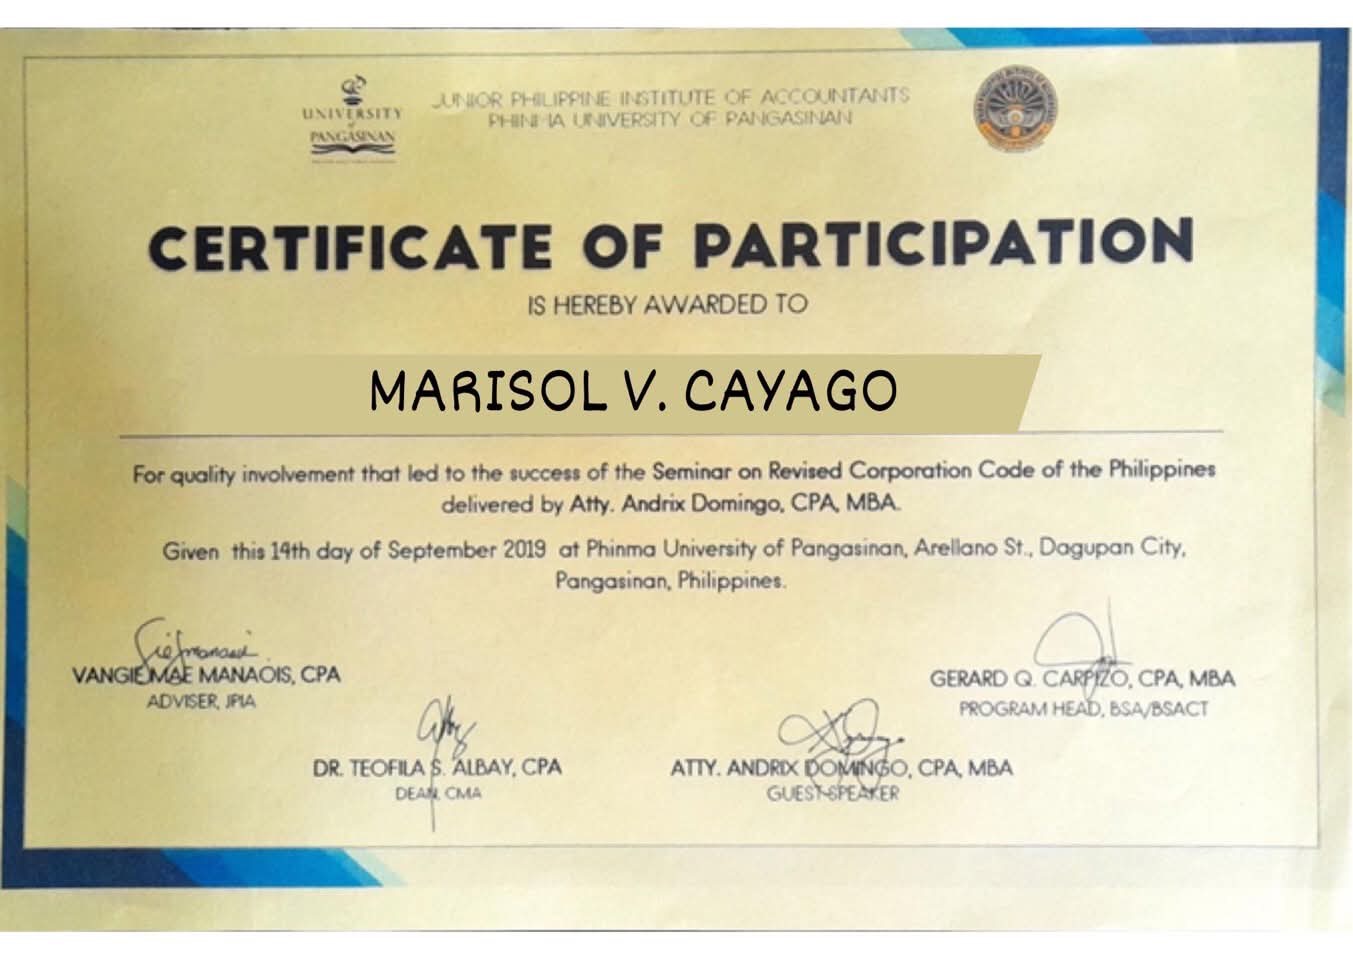 UNIVERSITY
of
PANGASINAN
JUNIOR PHILIPPINE INSTITUTE OF ACCOUNTANTS
PHINMA UNIVERSITY OF PANGASINAN
CERTIFICATE OF PARTICIPATION
IS HEREBY AWARDED TO
MARISOL V. CAYAGO
For quality involvement that led to the success of the Seminar on Revised Corporation Code of the Philippines
delivered by Atty. Andrix Domingo, CPA, MBA.
Given this 14th day of September 2019 at Phinma University of Pangasinan, Arellano St., Dagupan City,
Pangasinan, Philippines.
VANGIE MAE MANAOIS, CPA
ADVISER, JPIA
GERARD Q. CARPIZO, CPA, MBA
PROGRAM HEAD, BSA/BSACT
DR. TEOFILA S. ALBAY, CPA
DEAN, CMA
ATTY. ANDRIX DOMINGO, CPA, MBA
GUEST SPEAKER